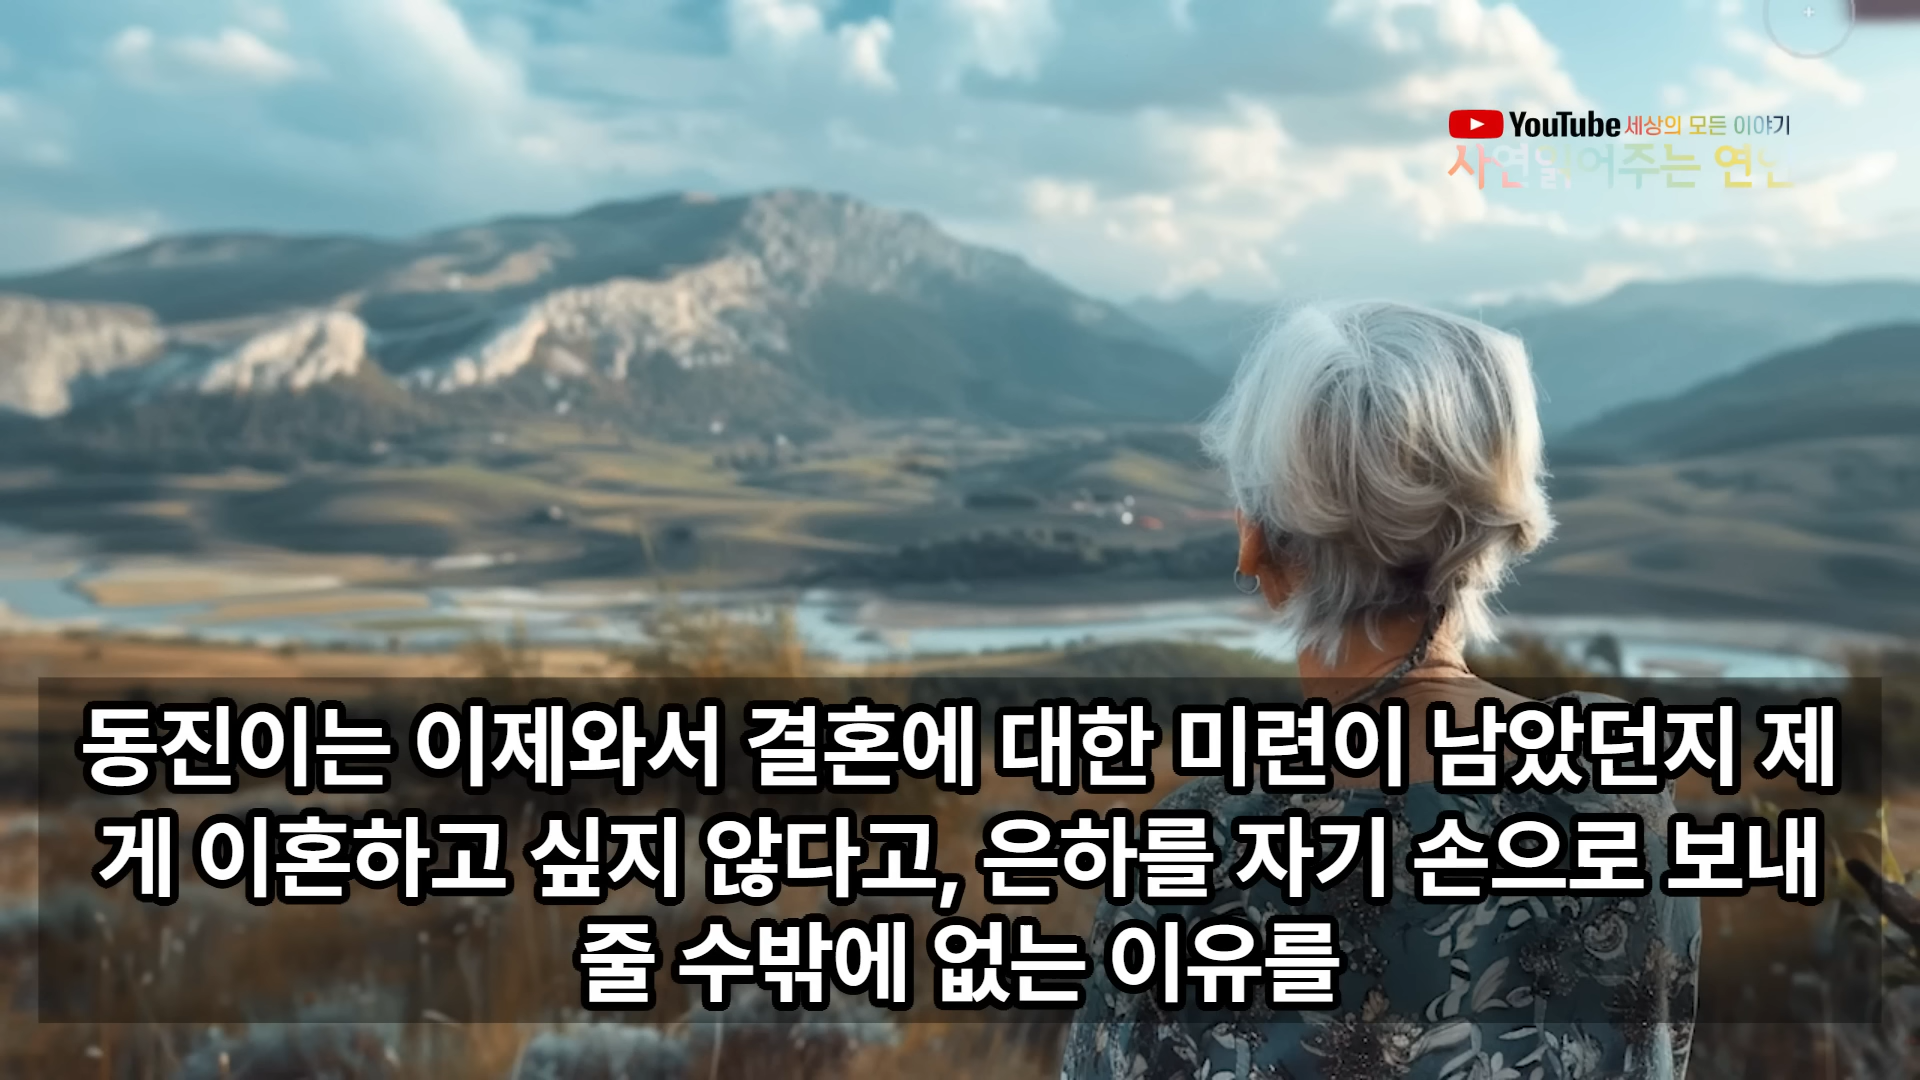 YouTube 세상의 모든 이야기
사연읽어주는
동진이는 이제와서 결혼에 대한 미련이 남았던지 제
게 이혼하고 싶지 않다고, 은하를 자기 손으로 보내
줄 수밖에 없는 이유를